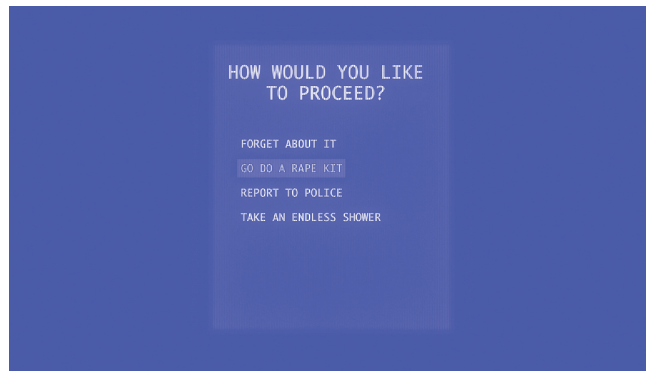 HOW WOULD YOU LIKE
TO PROCEED?
FORGET ABOUT IT
GO DO A RAPE KIT
REPORT TO POLICE
TAKE AN ENDLESS SHOWER